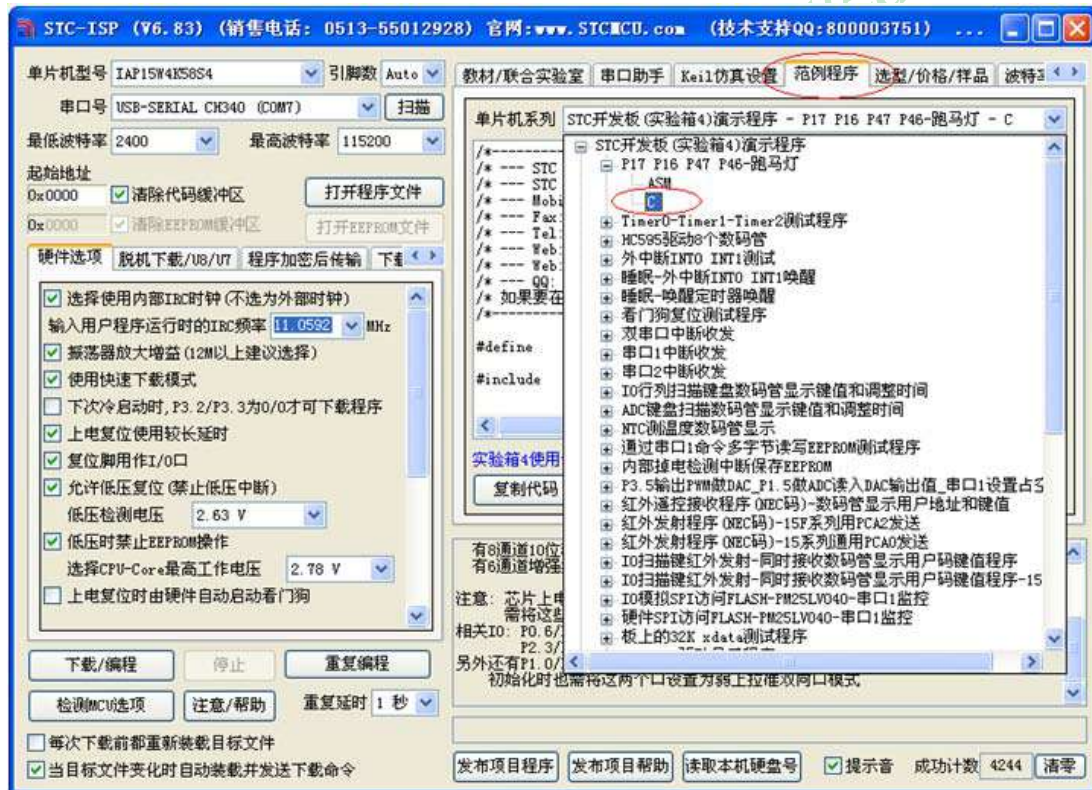 STC-ISP (V6.83) (销售电话: 0513-55012928) 官网:www.STCMCU.com (技术支持QQ:800003751) ...
单片机型号 IAP15W4K58S4 引脚数 Auto
串口号 USB-SERIAL CH340 (COM7) 扫描
最低波特率 2400 最高波特率 115200
起始地址
0x0000 清除代码缓冲区 打开程序文件
0x0000 清除EEPROM缓冲区 打开EEPROM文件
硬件选项 脱机下载/U8/U7 程序加密后传输
选择使用内部IRC时钟(不选为外部时钟)
输入用户程序运行时的IRC频率 11.0592 MHz
振荡器放大增益(12M以上建议选择)
使用快速下载模式
下次冷启动时,P3.2/P3.3为0/0才可下载程序
上电复位使用较长延时
复位脚用作I/O口
允许低压复位(禁止低压中断)
低压检测电压 2.63 V
低压时禁止EEPROM操作
选择CPU-Core最高工作电压 2.78 V
上电复位时由硬件自动启动看门狗
下载/编程 停止 重复编程
检测MCU选项 注意/帮助 重复延时 1 秒
每次下载前都重新装载目标文件
当目标文件变化时自动装载并发送下载命令
教材/联合实验室 串口助手 Keil仿真设置 范例程序 选型/价格/样品 波特
单片机系列 STC开发板(实验箱4)演示程序 - P17 P16 P47 P46-跑马灯 - C
/*----------
/* --- STC
/* --- STC
/* --- Mobi
/* --- Fax:
/* --- Tel:
/* --- Web:
/* --- Web:
/* --- QQ:
/* 如果要在
/*----------
#define
#include
实验箱4使用
复制代码
STC开发板(实验箱4)演示程序
P17 P16 P47 P46-跑马灯
ASM
C
Timer0-Timer1-Timer2测试程序
HC595驱动8个数码管
外中断INT0 INT1测试
睡眠-外中断INT0 INT1唤醒
睡眠-唤醒定时器唤醒
看门狗复位测试程序
双串口中断收发
串口1中断收发
串口2中断收发
IO行列扫描键盘数码管显示键值和调整时间
ADC键盘扫描数码管显示键值和调整时间
NTC测温度数码管显示
通过串口1命令多字节读写EEPROM测试程序
内部掉电检测中断保存EEPROM
P3.5输出PWM做DAC_P1.5做ADC读入DAC输出值_串口1设置占空
红外遥控接收程序(NEC码)-数码管显示用户地址和键值
红外发射程序(NEC码)-15F系列用PCA2发送
红外发射程序(NEC码)-15系列通用PCA0发送
IO扫描键红外发射-同时接收数码管显示用户码键值程序
IO扫描键红外发射-同时接收数码管显示用户码键值程序-15
IO模拟SPI访问FLASH-PM25LV040-串口1监控
硬件SPI访问FLASH-PM25LV040-串口1监控
板上的32K xdata测试程序
有8通道10位
有6通道增强
注意: 芯片上电
需将这些
相关IO: P0.6/
P2.3/
另外还有P1.0/
初始化时也需将这两个口设置为弱上拉准双向口模式
发布项目程序 发布项目帮助 读取本机硬盘号 提示音 成功计数 4244 清零